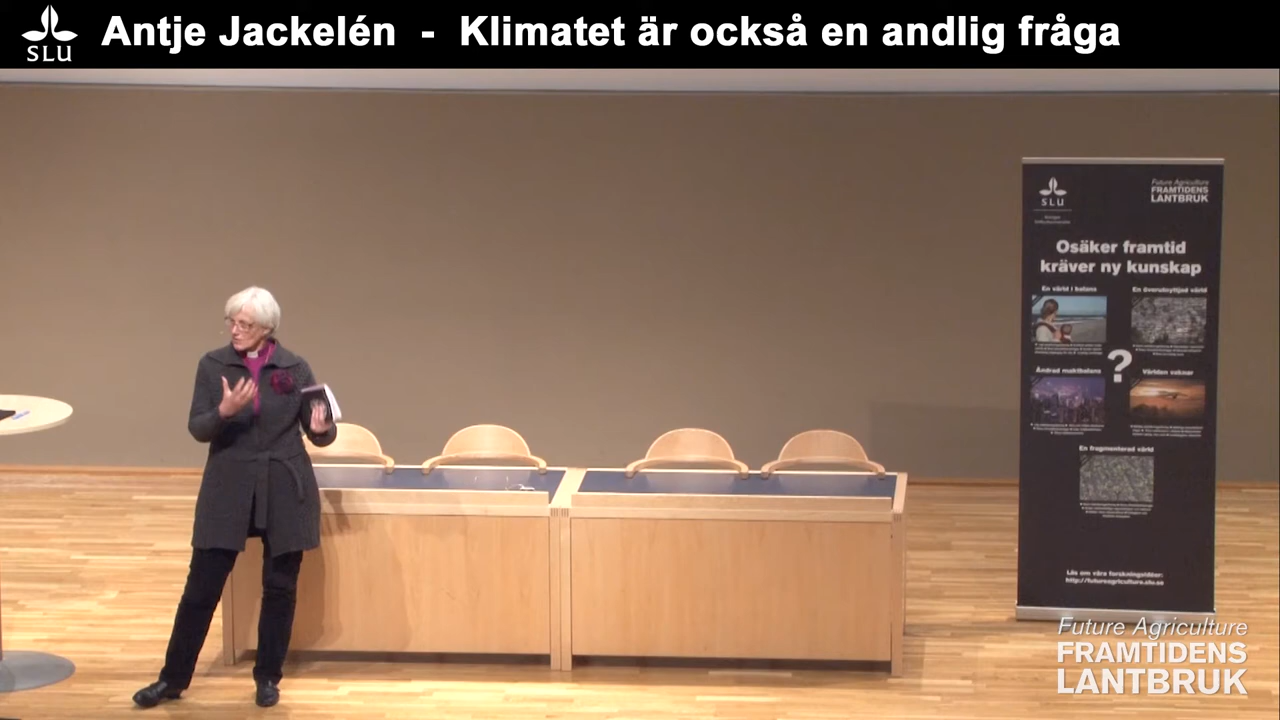 SLU
Antje Jackelén - Klimatet är också en andlig fråga
SLU
Future Agriculture
FRAMTIDENS
LANTBRUK
Osäker framtid
kräver ny kunskap
En värld i balans
En överutnyttjad värld
?
Ändrad maktbalans
Världen vaknar
En fragmenterad värld
Läs om våra forskningsidéer:
http://futureagriculture.slu.se
Future Agriculture
FRAMTIDENS
LANTBRUK